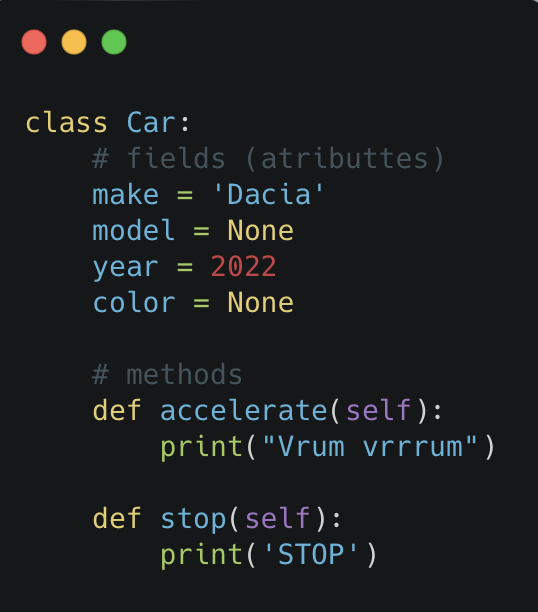 class Car:
    # fields (atributtes)
    make = 'Dacia'
    model = None
    year = 2022
    color = None

    # methods
    def accelerate(self):
        print("Vrum vrrrum")

    def stop(self):
        print('STOP')